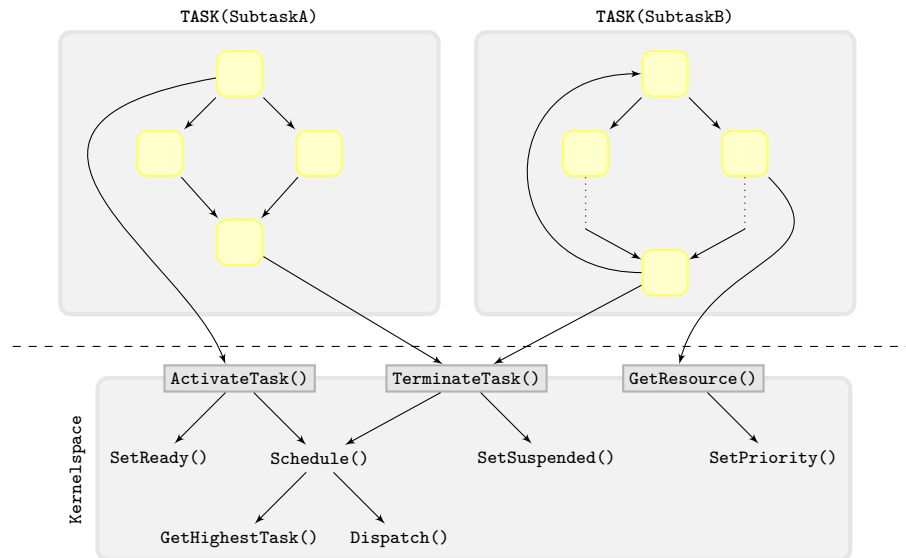 TASK(SubtaskA)
TASK(SubtaskB)
ActivateTask()
TerminateTask()
GetResource()
Kernelspace
SetReady()
Schedule()
SetSuspended()
SetPriority()
GetHighestTask()
Dispatch()